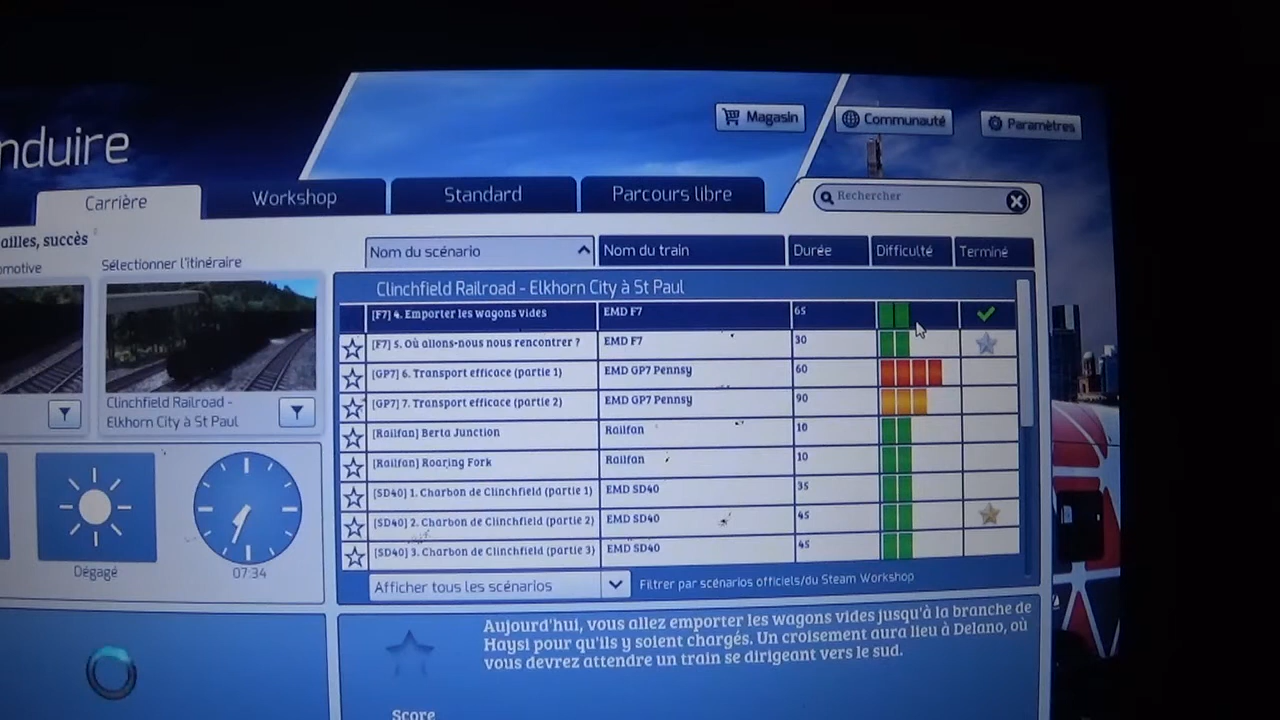 nduire
Magasin
Communauté
Paramètres
Carrière
Workshop
Standard
Parcours libre
Rechercher
ailles, succès
omotive
Sélectionner l'itinéraire
Clinchfield Railroad -
Elkhorn City à St Paul
Dégagé
07:34
Nom du scénario
Nom du train
Durée
Difficulté
Terminé
Clinchfield Railroad - Elkhorn City à St Paul
[F7] 4. Emporter les wagons vides EMD F7 65
[F7] 5. Où allons-nous nous rencontrer ? EMD F7 30
[GP7] 6. Transport efficace (partie 1) EMD GP7 Pennsy 60
[GP7] 7. Transport efficace (partie 2) EMD GP7 Pennsy 90
[Railfan] Berta Junction Railfan 10
[Railfan] Roaring Fork Railfan 10
[SD40] 1. Charbon de Clinchfield (partie 1) EMD SD40 35
[SD40] 2. Charbon de Clinchfield (partie 2) EMD SD40 45
[SD40] 3. Charbon de Clinchfield (partie 3) EMD SD40 45
Afficher tous les scénarios
Filtrer par scénarios officiels/du Steam Workshop
Aujourd'hui, vous allez emporter les wagons vides jusqu'à la branche de
Haysi pour qu'ils y soient chargés. Un croisement aura lieu à Delano, où
vous devrez attendre un train se dirigeant vers le sud.
Score